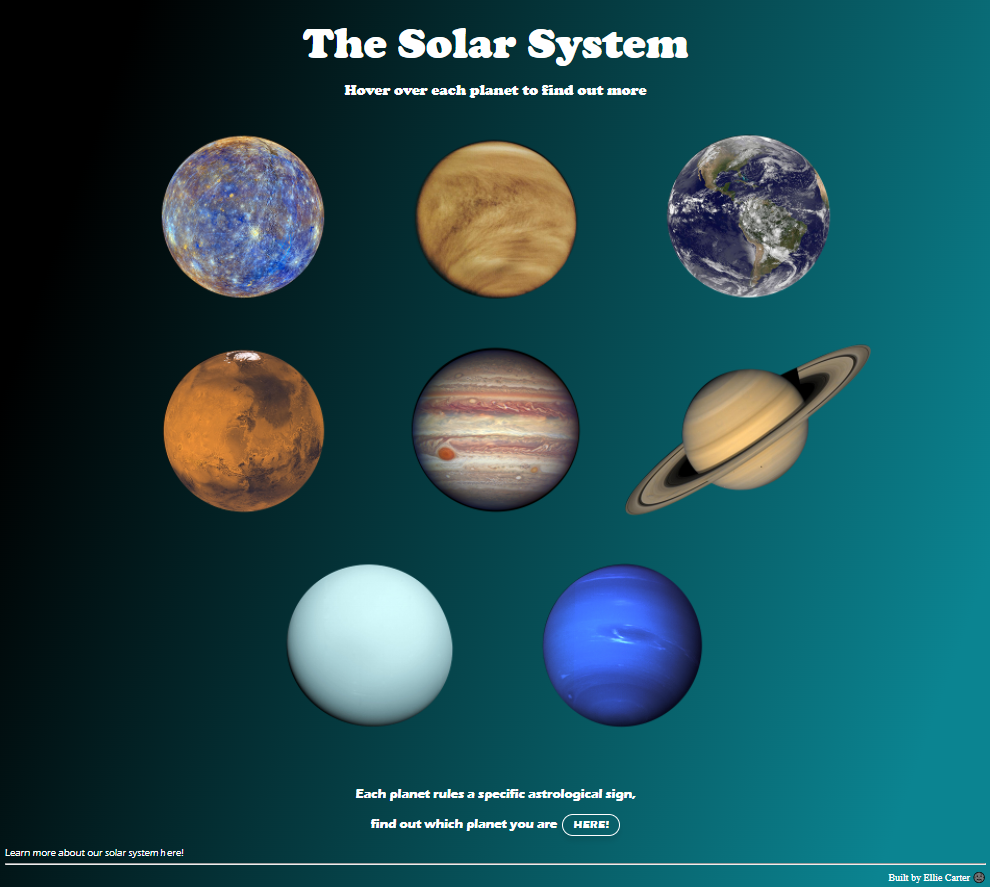 The Solar System
Hover over each planet to find out more
Each planet rules a specific astrological sign,
find out which planet you are HERE!
Learn more about our solar system here!
Built by Ellie Carter